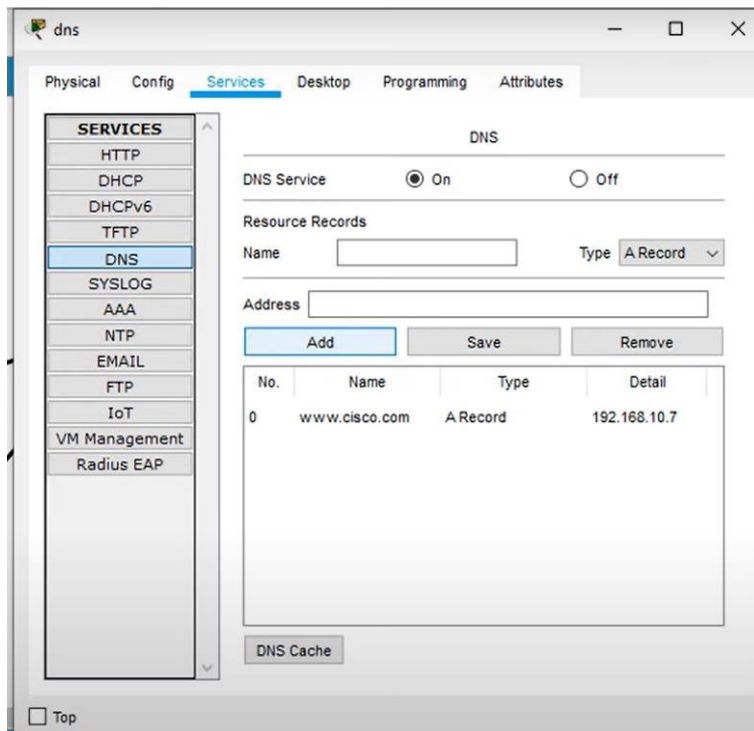 dns
Physical Config Services Desktop Programming Attributes
SERVICES
HTTP
DHCP
DHCPv6
TFTP
DNS
SYSLOG
AAA
NTP
EMAIL
FTP
IoT
VM Management
Radius EAP
DNS
DNS Service On Off
Resource Records
Name Type A Record
Address
Add Save Remove
No. Name Type Detail
0 www.cisco.com A Record 192.168.10.7
DNS Cache
Top